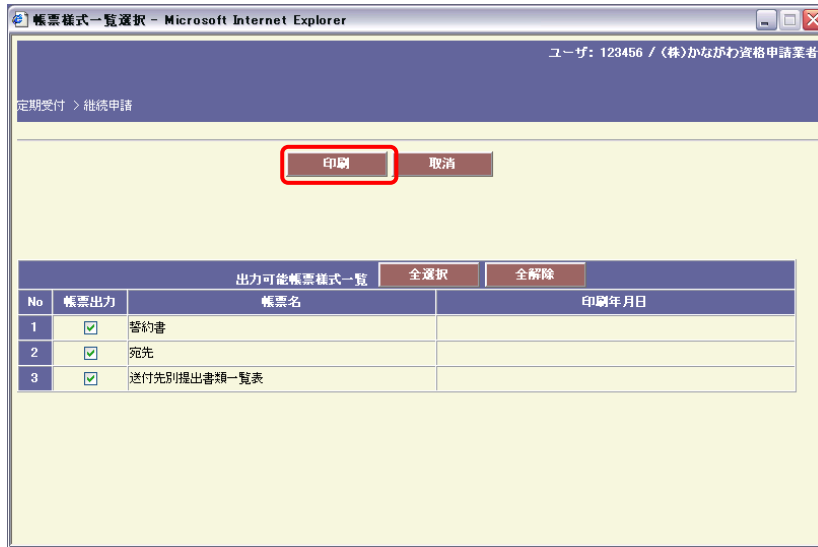 帳票様式一覧選択 - Microsoft Internet Explorer
ユーザ: 123456 / (株)かながわ資格申請業者
定期受付 > 継続申請
印刷 取消
出力可能帳票様式一覧 全選択 全解除
No 帳票出力 帳票名 印刷年月日
1 誓約書
2 宛先
3 送付先別提出書類一覧表